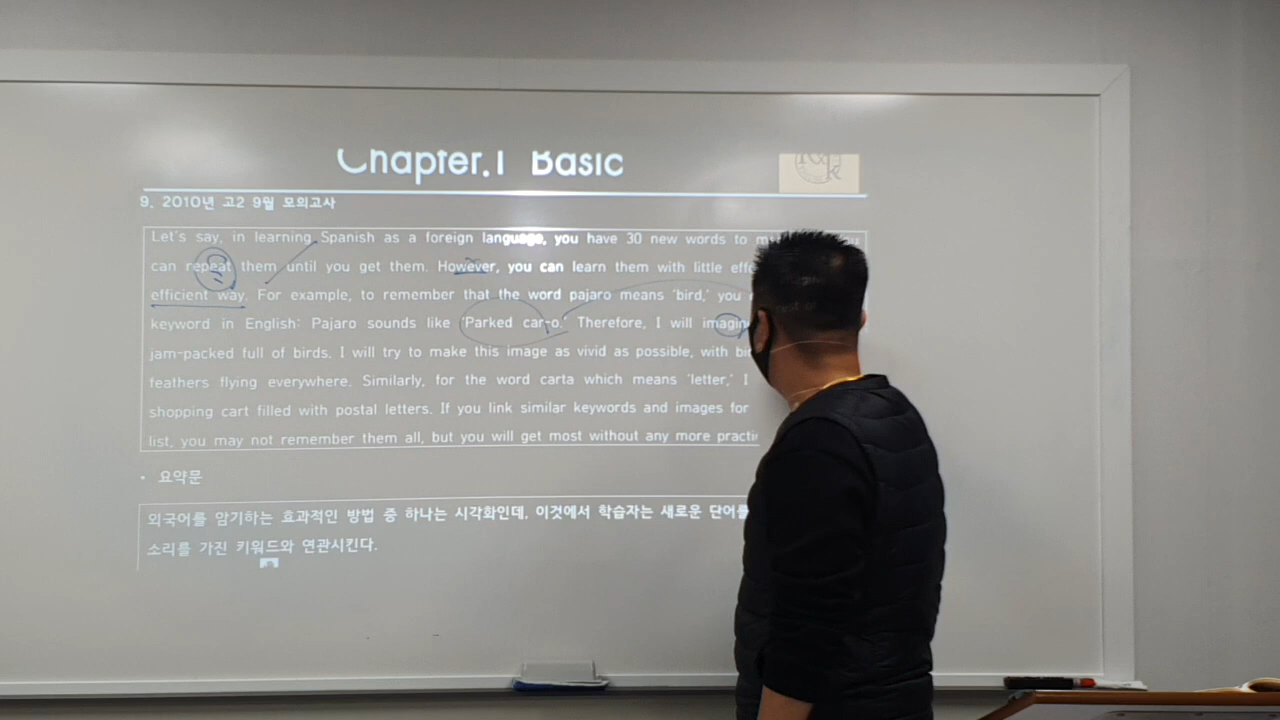 Chapter.1 Basic
9. 2010년 고2 9월 모의고사
Let's say, in learning Spanish as a foreign language, you have 30 new words to
can repeat them until you get them. However, you can learn them with little
efficient way. For example, to remember that the word pajaro means 'bird,' you
keyword in English: Pajaro sounds like 'Parked car-o.' Therefore, I will
jam-packed full of birds. I will try to make this image as vivid as possible, with
feathers flying everywhere. Similarly, for the word carta which means 'letter,' I
shopping cart filled with postal letters. If you link similar keywords and images for
list, you may not remember them all, but you will get most without any more
• 요약문
외국어를 암기하는 효과적인 방법 중 하나는 시각화인데, 이것에서 학습자는 새로운 단어를
소리를 가진 키워드와 연관시킨다.